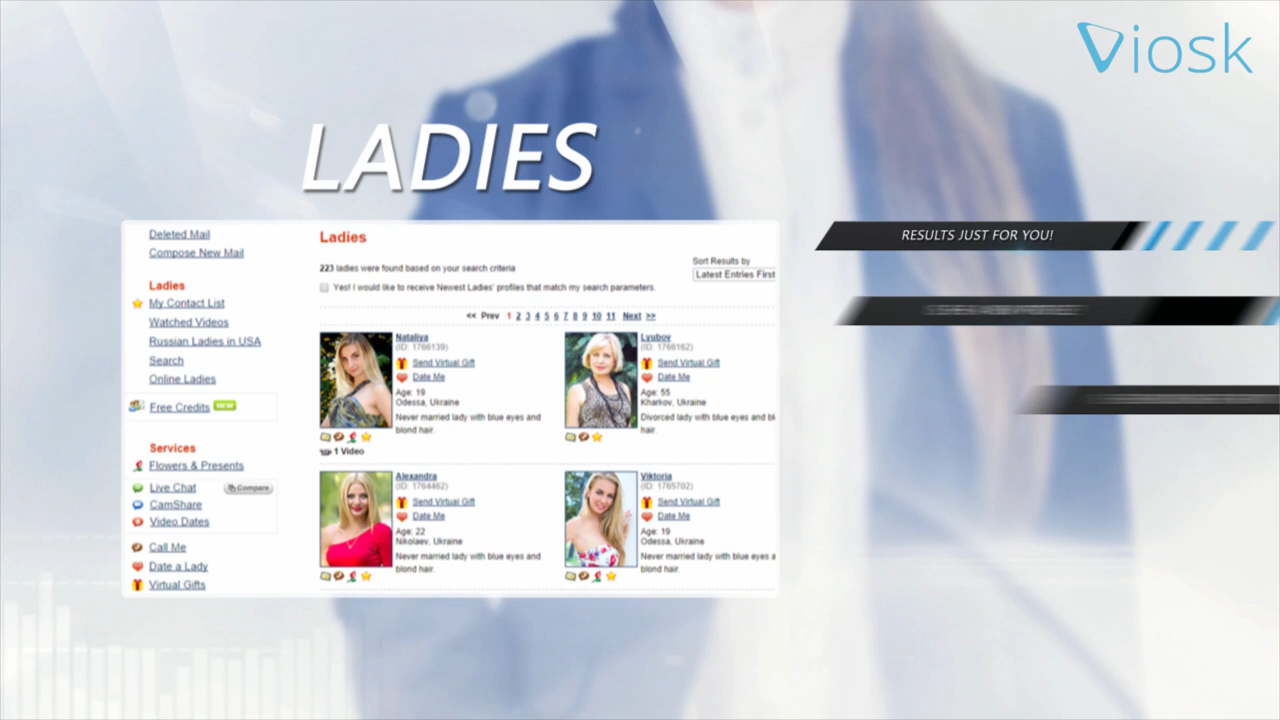 Viosk
LADIES
RESULTS JUST FOR YOU!
Deleted Mail
Compose New Mail
Ladies
My Contact List
Watched Videos
Russian Ladies in USA
Search
Online Ladies
Free Credits NEW
Services
Flowers & Presents
Live Chat
Compare
CamShare
Video Dates
Call Me
Date a Lady
Virtual Gifts
Ladies
223 ladies were found based on your search criteria
Sort Results by
Latest Entries First
Yes! I would like to receive Newest Ladies' profiles that match my search parameters.
<< Prev 1 2 3 4 5 6 7 8 9 10 11 Next >>
Nataliya
(ID: 1766139)
Send Virtual Gift
Date Me
Age: 19
Odessa, Ukraine
Never married lady with blue eyes and
blond hair.
1 Video
Lyubov
(ID: 1766162)
Send Virtual Gift
Date Me
Age: 55
Kharkov, Ukraine
Divorced lady with blue eyes and bl
hair.
Alexandra
(ID: 1764462)
Send Virtual Gift
Date Me
Age: 22
Nikolaev, Ukraine
Never married lady with blue eyes and
blond hair.
Viktoria
(ID: 1765702)
Send Virtual Gift
Date Me
Age: 19
Odessa, Ukraine
Never married lady with blue eyes a
blond hair.